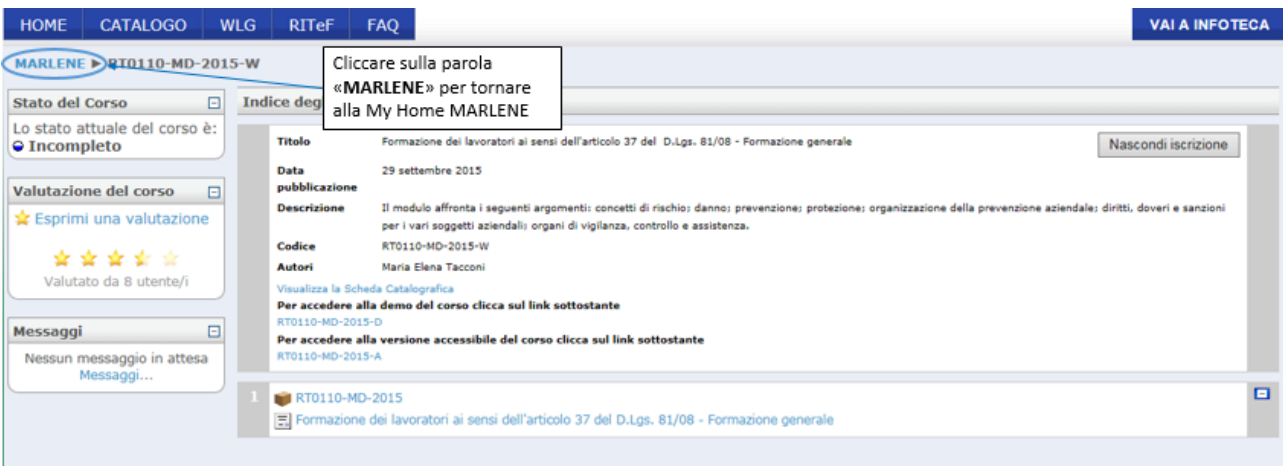 HOME CATALOGO WLG RITeF FAQ VAI A INFOTECA
MARLENE ► RT0110-MD-2015-W
Cliccare sulla parola
«MARLENE» per tornare
alla My Home MARLENE
Stato del Corso
Lo stato attuale del corso è:
Incompleto
Valutazione del corso
Esprimi una valutazione
Valutato da 8 utente/i
Messaggi
Nessun messaggio in attesa
Messaggi...
Indice deg
Nascondi iscrizione
Titolo Formazione dei lavoratori ai sensi dell'articolo 37 del D.Lgs. 81/08 - Formazione generale
Data 29 settembre 2015
pubblicazione
Descrizione Il modulo affronta i seguenti argomenti: concetti di rischio; danno; prevenzione; protezione; organizzazione della prevenzione aziendale; diritti, doveri e sanzioni
per i vari soggetti aziendali; organi di vigilanza, controllo e assistenza.
Codice RT0110-MD-2015-W
Autori Maria Elena Tacconi
Visualizza la Scheda Catalografica
Per accedere alla demo del corso clicca sul link sottostante
RT0110-MD-2015-D
Per accedere alla versione accessibile del corso clicca sul link sottostante
RT0110-MD-2015-A
1 RT0110-MD-2015
Formazione dei lavoratori ai sensi dell'articolo 37 del D.Lgs. 81/08 - Formazione generale